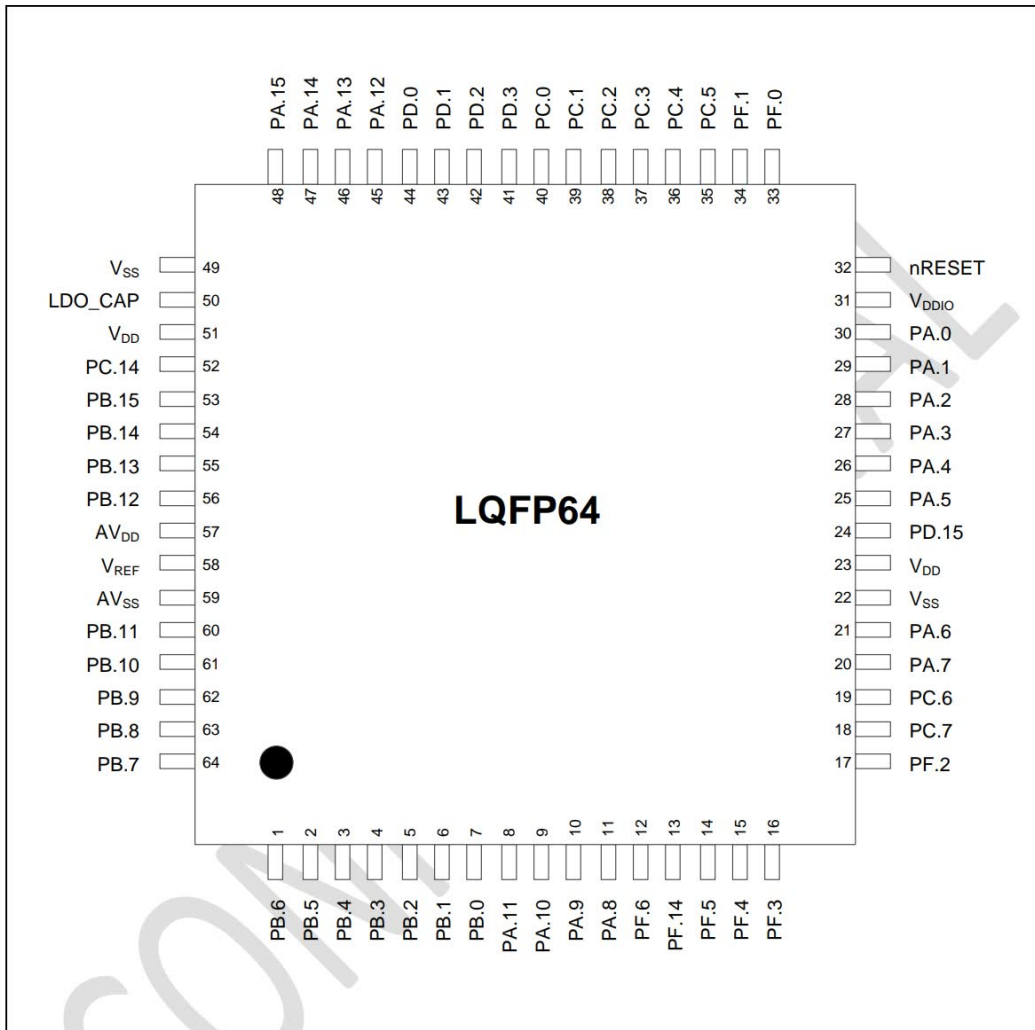 PA.15
PA.14
PA.13
PA.12
PD.0
PD.1
PD.2
PD.3
PC.0
PC.1
PC.2
PC.3
PC.4
PC.5
PF.1
PF.0
48
47
46
45
44
43
42
41
40
39
38
37
36
35
34
33
VSS 49
LDO_CAP 50
VDD 51
PC.14 52
PB.15 53
PB.14 54
PB.13 55
PB.12 56
AVDD 57
VREF 58
AVSS 59
PB.11 60
PB.10 61
PB.9 62
PB.8 63
PB.7 64
LQFP64
32 nRESET
31 VDDIO
30 PA.0
29 PA.1
28 PA.2
27 PA.3
26 PA.4
25 PA.5
24 PD.15
23 VDD
22 VSS
21 PA.6
20 PA.7
19 PC.6
18 PC.7
17 PF.2
1
2
3
4
5
6
7
8
9
10
11
12
13
14
15
16
PB.6
PB.5
PB.4
PB.3
PB.2
PB.1
PB.0
PA.11
PA.10
PA.9
PA.8
PF.6
PF.14
PF.5
PF.4
PF.3